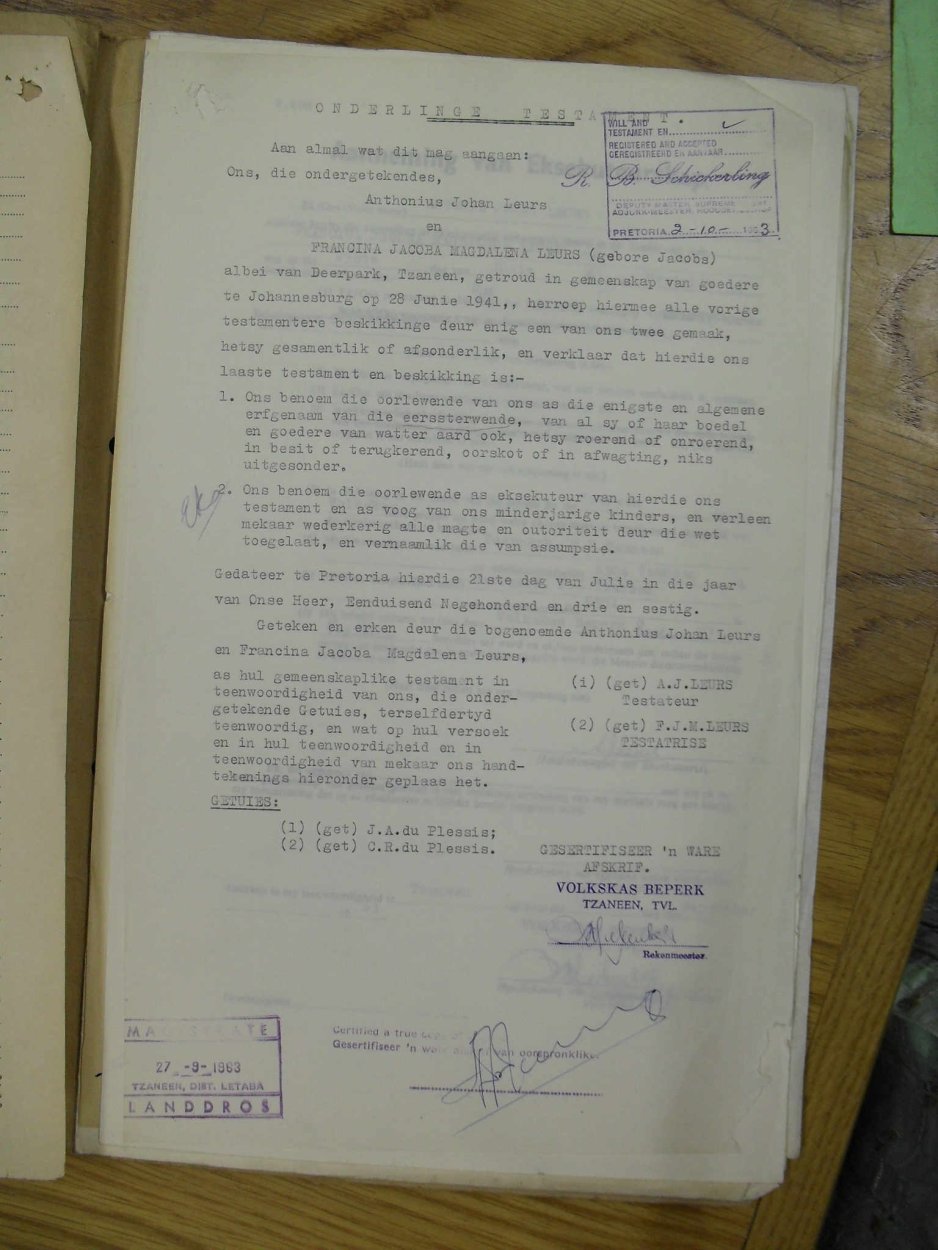 ONDERLINGE TESTAMENT.
WILL AND
TESTAMENT EN
REGISTERED AND ACCEPTED
GEREGISTREERD EN AANVAAR
R B Schickerling
DEPUTY MASTER, SUPREME
ADJUNK-MEESTER, HOOGGE
PRETORIA 2-10- 1963.
Aan almal wat dit mag aangaan:
Ons, die ondergetekendes,
Anthonius Johan Leurs
en
FRANCINA JACOBA MAGDALENA LEURS (gebore Jacobs)
albei van Deerpark, Tzaneen, getroud in gemeenskap van goedere
te Johannesburg op 28 Junie 1941,, herroep hiermee alle vorige
testamentere beskikkinge deur enig een van ons twee gemaak,
hetsy gesamentlik of afsonderlik, en verklaar dat hierdie ons
laaste testament en beskikking is:-
1. Ons benoem die oorlewende van ons as die enigste en algemene
erfgenaam van die eerssterwende, van al sy of haar boedel
en goedere van watter aard ook, hetsy roerend of onroerend,
in besit of terugkerend, oorskot of in afwagting, niks
uitgesonder.
2. Ons benoem die oorlewende as eksekuteur van hierdie ons
testament en as voog van ons minderjarige kinders, en verleen
mekaar wederkerig alle magte en outoriteit deur die wet
toegelaat, en vernaamlik die van assumpsie.
Gedateer te Pretoria hierdie 21ste dag van Julie in die jaar
van Onse Heer, Eenduisend Negehonderd en drie en sestig.
Geteken en erken deur die bogenoemde Anthonius Johan Leurs
en Francina Jacoba Magdalena Leurs,
as hul gemeenskaplike testament in
teenwoordigheid van ons, die onder-
getekende Getuies, terselfdertyd
teenwoordig, en wat op hul versoek
en in hul teenwoordigheid en in
teenwoordigheid van mekaar ons hand-
tekenings hieronder geplaas het.
(i) (get) A.J.LEURS
Testateur
(2) (get) F.J.M.LEURS
TESTATRISE
GETUIES:
(1) (get) J.A.du Plessis;
(2) (get) C.R.du Plessis.
GESERTIFISEER 'n WARE
AFSKRIF.
VOLKSKAS BEPERK
TZANEEN, TVL.
Rekenmeester.
MAGISTRATE
27 -9- 1963
TZANEEN, DIST. LETABA
LANDDROS
Certified a true
Gesertifiseer 'n ware van oorspronklike.